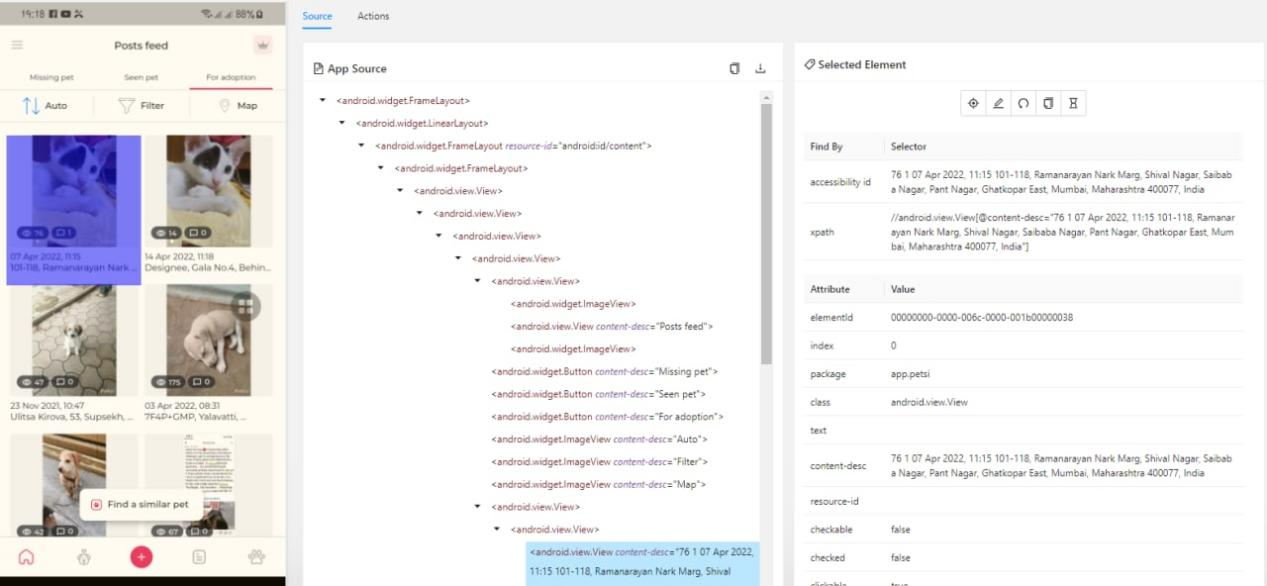 19:18 88%
Posts feed
Missing pet Seen pet For adoption
Auto Filter Map
76 1
14 0
07 Apr 2022, 11:15
101-118, Ramanarayan Nark ...
14 Apr 2022, 11:18
Designee, Gala No.4, Behin...
47 0
175 0
23 Nov 2021, 10:47
Ulitsa Kirova, 53, Supsekh, ...
03 Apr 2022, 08:31
7F4P+GMP, Yalavatti, ...
Find a similar pet
42 0
67 0
Source Actions
App Source
<android.widget.FrameLayout>
<android.widget.LinearLayout>
<android.widget.FrameLayout resource-id="android:id/content">
<android.widget.FrameLayout>
<android.view.View>
<android.view.View>
<android.view.View>
<android.view.View>
<android.view.View>
<android.widget.ImageView>
<android.view.View content-desc="Posts feed">
<android.widget.ImageView>
<android.widget.Button content-desc="Missing pet">
<android.widget.Button content-desc="Seen pet">
<android.widget.Button content-desc="For adoption">
<android.widget.ImageView content-desc="Auto">
<android.widget.ImageView content-desc="Filter">
<android.widget.ImageView content-desc="Map">
<android.view.View>
<android.view.View>
<android.view.View content-desc="76 1 07 Apr 2022,
11:15 101-118, Ramanarayan Nark Marg, Shival
Selected Element
Find By Selector
accessibility id 76 1 07 Apr 2022, 11:15 101-118, Ramanarayan Nark Marg, Shival Nagar, Saibab
a Nagar, Pant Nagar, Ghatkopar East, Mumbai, Maharashtra 400077, India
xpath //android.view.View[@content-desc="76 1 07 Apr 2022, 11:15 101-118, Ramanar
ayan Nark Marg, Shival Nagar, Saibaba Nagar, Pant Nagar, Ghatkopar East, Mum
bai, Maharashtra 400077, India"]
Attribute Value
elementId 00000000-0000-006c-0000-001b00000038
index 0
package app.petsi
class android.view.View
text
content-desc 76 1 07 Apr 2022, 11:15 101-118, Ramanarayan Nark Marg, Shival Nagar, Saibab
a Nagar, Pant Nagar, Ghatkopar East, Mumbai, Maharashtra 400077, India
resource-id
checkable false
checked false
clickable true